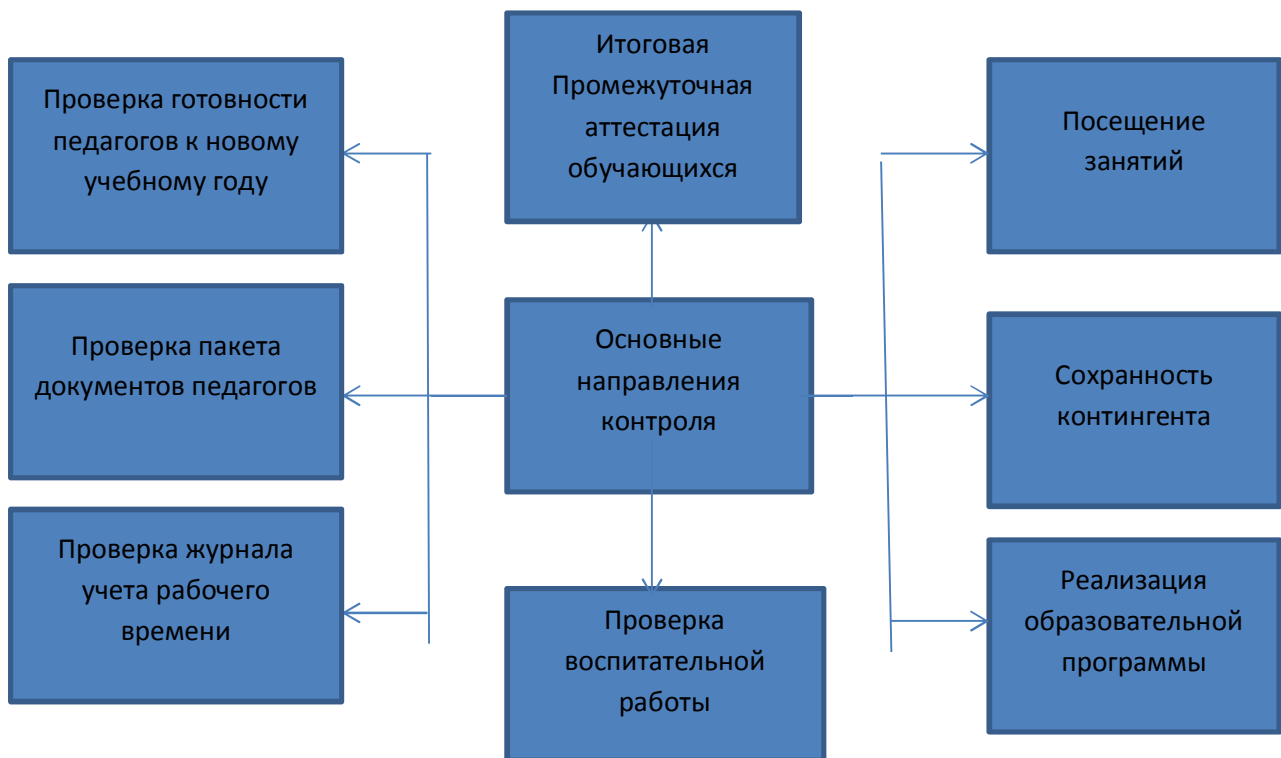 Проверка готовности
педагогов к новому
учебному году
Итоговая
Промежуточная
аттестация
обучающихся
Посещение
занятий
Проверка пакета
документов педагогов
Основные
направления
контроля
Сохранность
контингента
Проверка журнала
учета рабочего
времени
Проверка
воспитательной
работы
Реализация
образовательной
программы